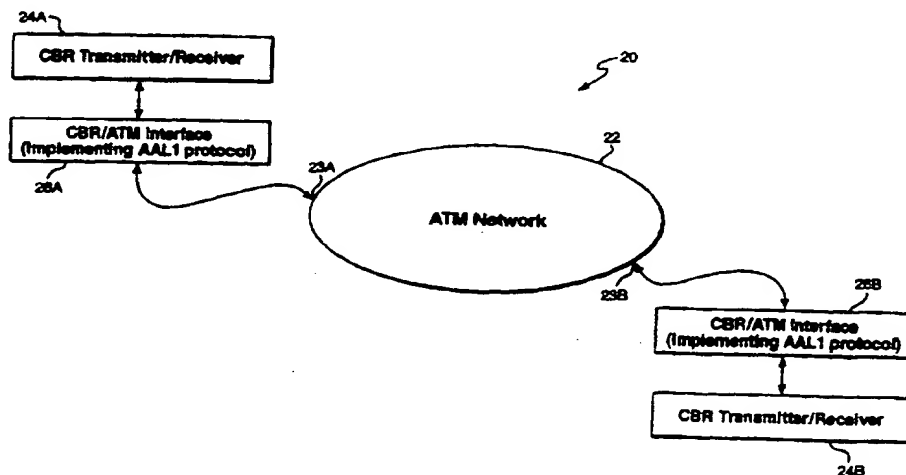 24A
CBR Transmitter/Receiver
20
CBR/ATM Interface
(Implementing AAL1 protocol)
22
26A
23A
ATM Network
23B
26B
CBR/ATM Interface
(Implementing AAL1 protocol)
CBR Transmitter/Receiver
24B